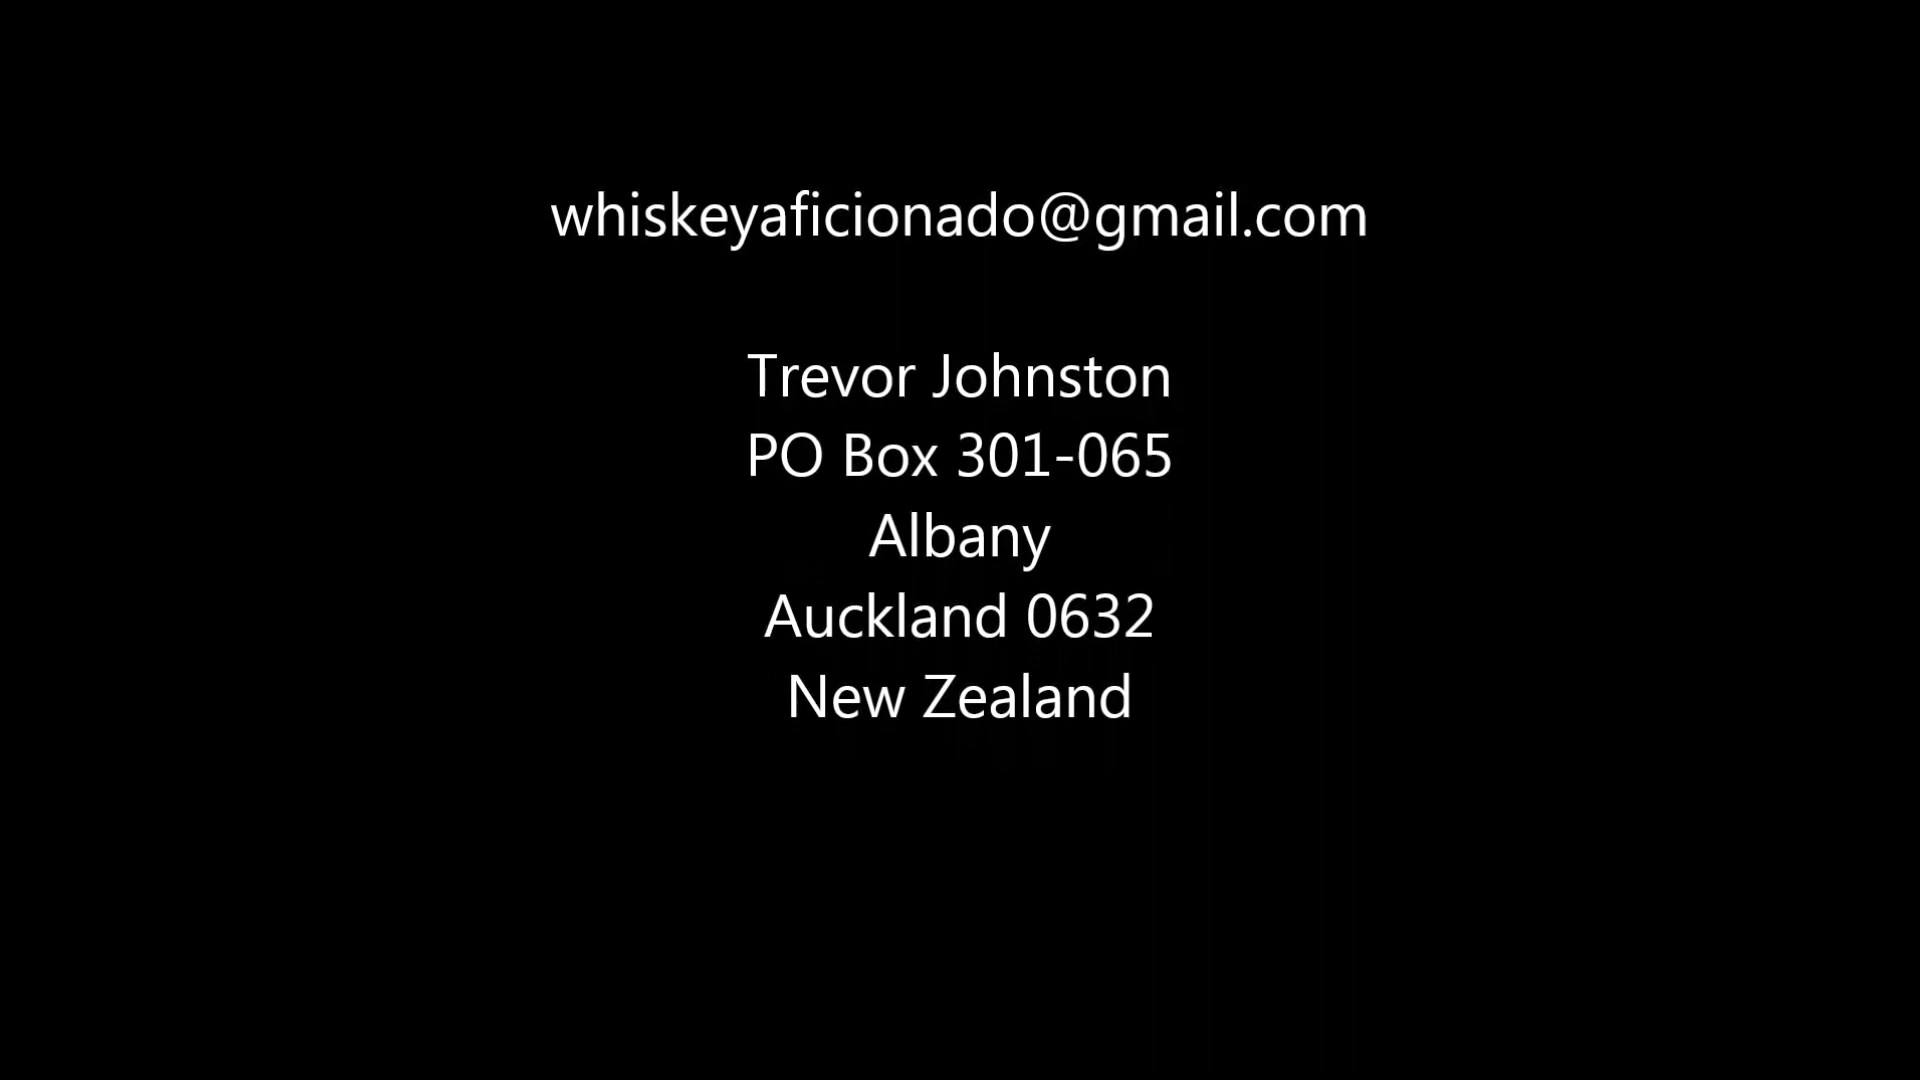 whiskeyaficionado@gmail.com
Trevor Johnston
PO Box 301-065
Albany
Auckland 0632
New Zealand